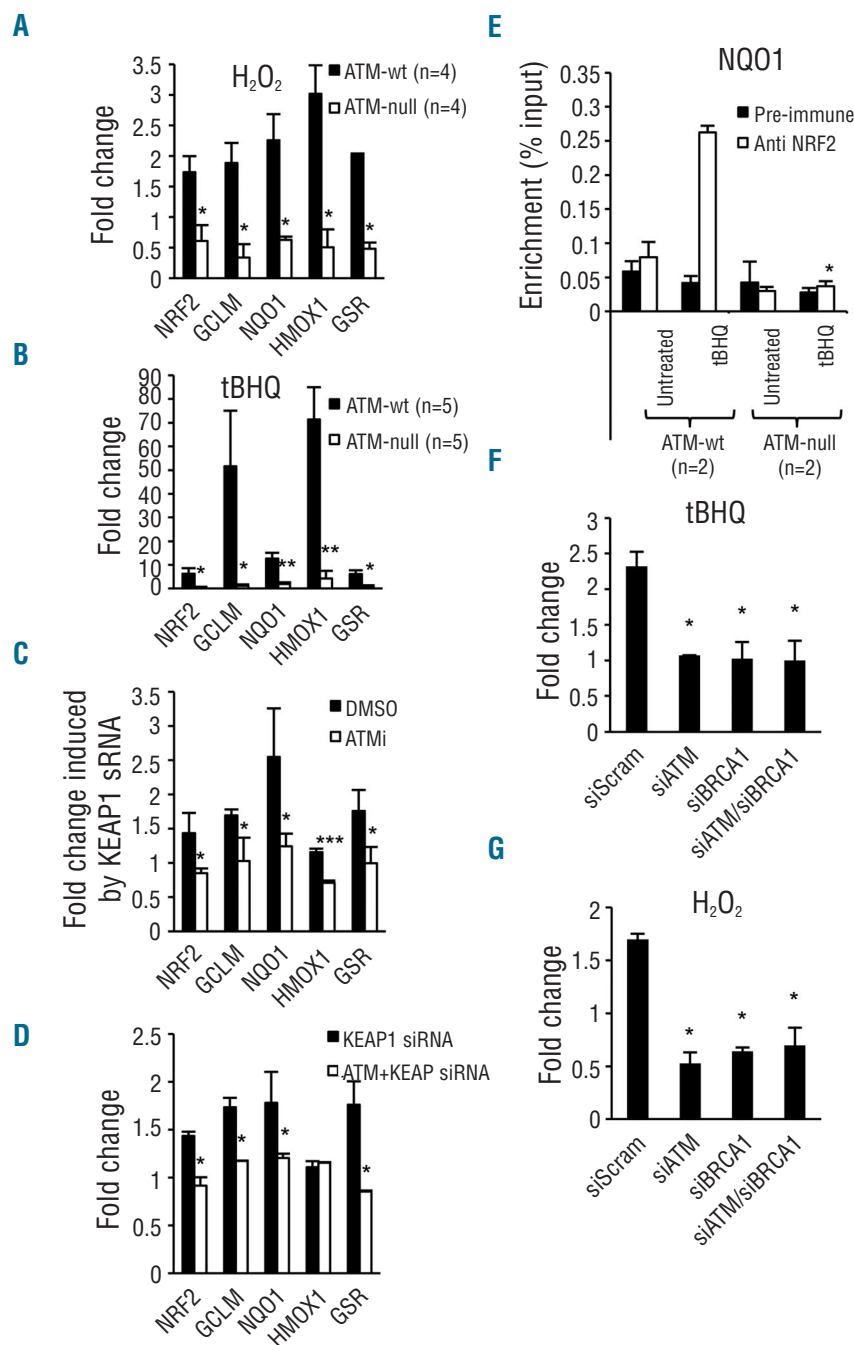 A
H₂O₂
ATM-wt (n=4)
ATM-null (n=4)
Fold change
3.5
3
2.5
2
1.5
1
0.5
0
*
*
*
*
*
NRF2
GCLM
NQO1
HMOX1
GSR
B
tBHQ
ATM-wt (n=5)
ATM-null (n=5)
Fold change
90
80
70
60
50
40
30
20
10
0
*
*
**
**
*
NRF2
GCLM
NQO1
HMOX1
GSR
C
DMSO
ATMi
Fold change induced
by KEAP1 sRNA
3.5
3
2.5
2
1.5
1
0.5
0
*
*
*
***
*
NRF2
GCLM
NQO1
HMOX1
GSR
D
KEAP1 siRNA
ATM+KEAP siRNA
Fold change
2.5
2
1.5
1
0.5
0
*
*
*
*
NRF2
GCLM
NQO1
HMOX1
GSR
E
NQO1
Pre-immune
Anti NRF2
Enrichment (% input)
0.35
0.3
0.25
0.2
0.15
0.1
0.05
0
*
Untreated
tBHQ
Untreated
tBHQ
ATM-wt
(n=2)
ATM-null
(n=2)
F
tBHQ
Fold change
3
2.5
2
1.5
1
0.5
0
*
*
*
siScram
siATM
siBRCA1
siATM/siBRCA1
G
H₂O₂
Fold change
2
1.5
1
0.5
0
*
*
*
siScram
siATM
siBRCA1
siATM/siBRCA1